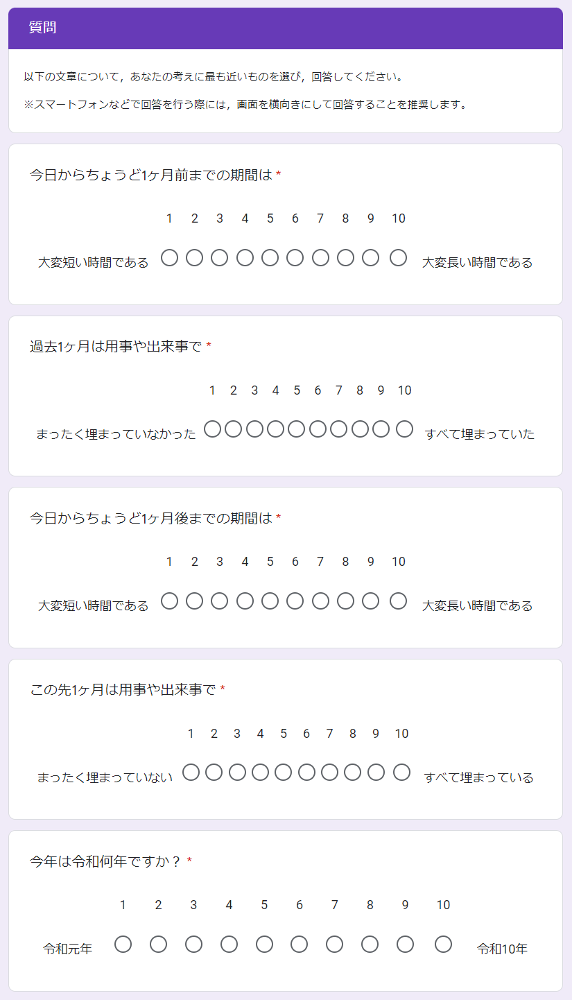 質問
以下の文章について，あなたの考えに最も近いものを選び，回答してください。
※スマートフォンなどで回答を行う際には，画面を横向きにして回答することを推奨します。
今日からちょうど1ヶ月前までの期間は *
1 2 3 4 5 6 7 8 9 10
大変短い時間である 大変長い時間である
過去1ヶ月は用事や出来事で *
1 2 3 4 5 6 7 8 9 10
まったく埋まっていなかった すべて埋まっていた
今日からちょうど1ヶ月後までの期間は *
1 2 3 4 5 6 7 8 9 10
大変短い時間である 大変長い時間である
この先1ヶ月は用事や出来事で *
1 2 3 4 5 6 7 8 9 10
まったく埋まっていない すべて埋まっている
今年は令和何年ですか？ *
1 2 3 4 5 6 7 8 9 10
令和元年 令和10年